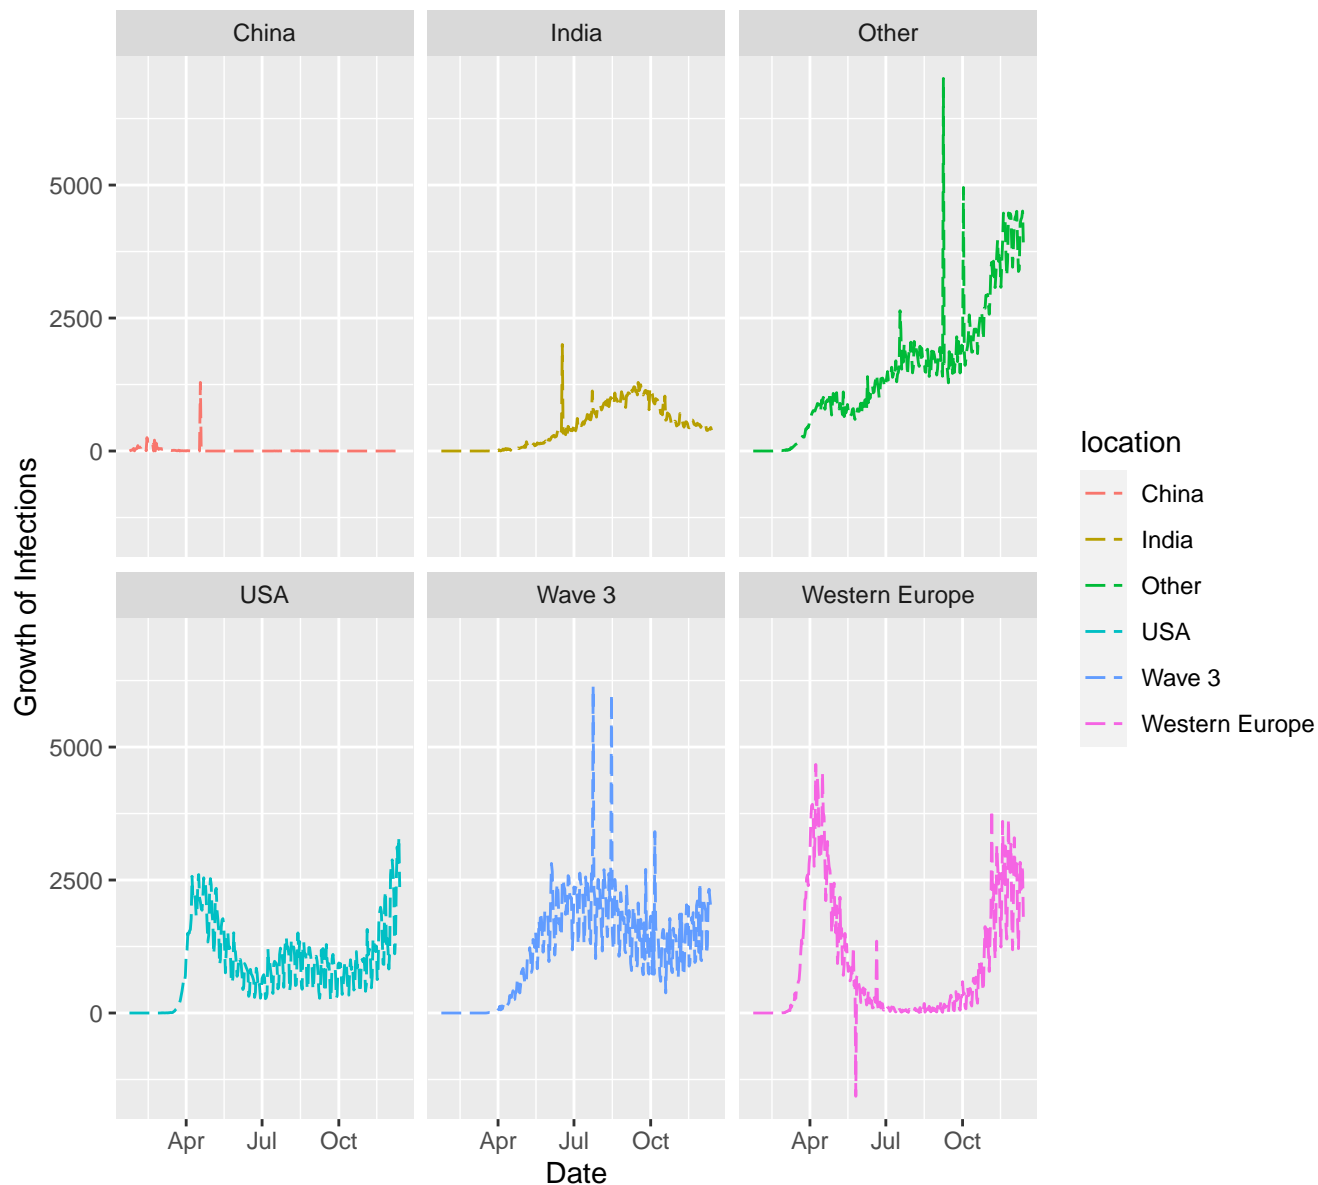 China
India
Other
5000
2500
0
USA
Wave 3
Western Europe
5000
2500
0
Growth of Infections
Apr
Jul
Oct
Apr
Jul
Oct
Apr
Jul
Oct
Date
location
China
India
Other
USA
Wave 3
Western Europe